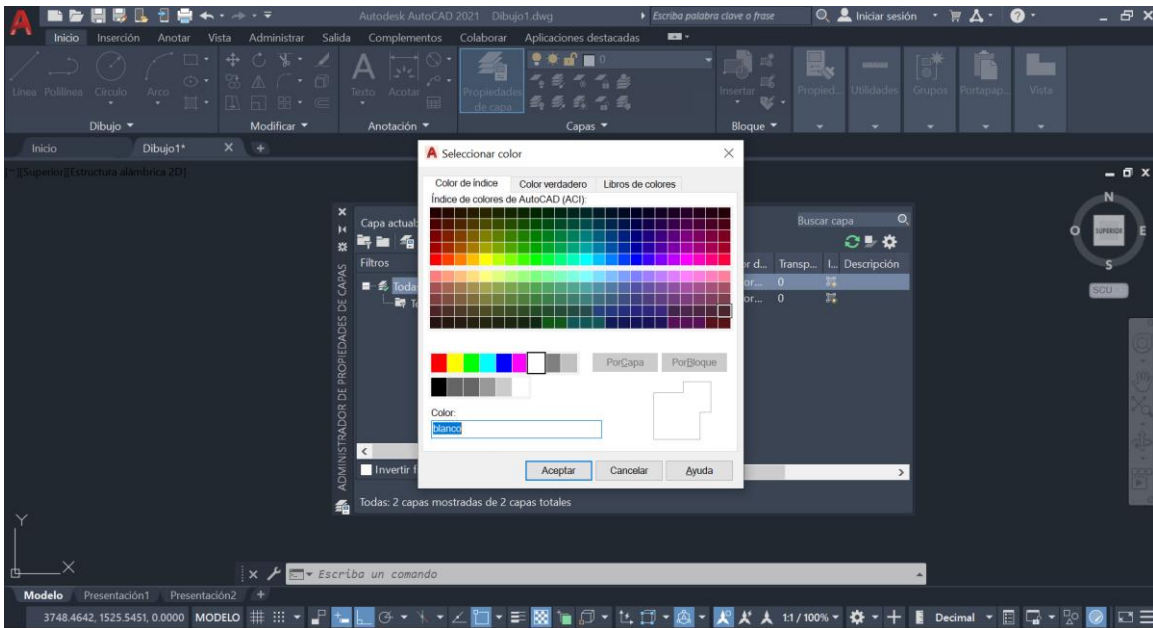 Autodesk AutoCAD 2021 Dibujo1.dwg Escriba palabra clave o frase Iniciar sesión
Inicio Inserción Anotar Vista Administrar Salida Complementos Colaborar Aplicaciones destacadas
0
Línea Polilínea Círculo Arco Texto Acotar Propiedades de capa Insertar Propied... Utilidades Grupos Portapap... Vista
Dibujo Modificar Anotación Capas Bloque
Inicio Dibujo1* X +
[−][Superior][Estructura alámbrica 2D]
Seleccionar color
Color de índice Color verdadero Libros de colores
Índice de colores de AutoCAD (ACI):
PorCapa PorBloque
Color:
blanco
Aceptar Cancelar Ayuda
N
O SUPERIOR E
S
SCU
Capa actual: Buscar capa
Filtros r d... Transp... I... Descripción
Toda or... 0
To or... 0
ADMINISTRADOR DE PROPIEDADES DE CAPAS
Invertir f
Todas: 2 capas mostradas de 2 capas totales
Y
X
Escriba un comando
Modelo Presentación1 Presentación2 +
3748.4642, 1525.5451, 0.0000 MODELO 1:1 / 100% Decimal